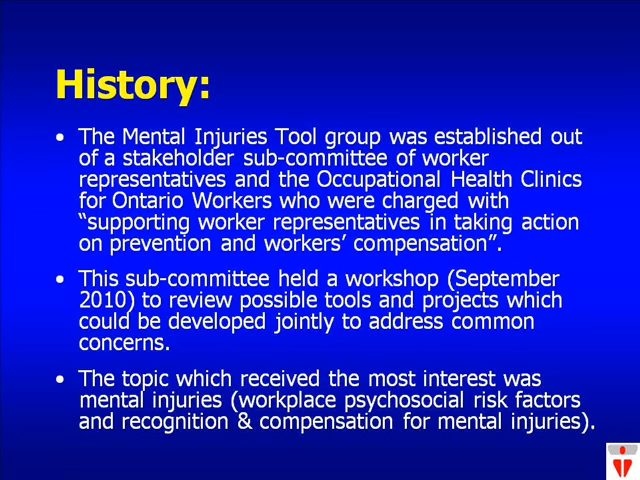 History:
• The Mental Injuries Tool group was established out
of a stakeholder sub-committee of worker
representatives and the Occupational Health Clinics
for Ontario Workers who were charged with
“supporting worker representatives in taking action
on prevention and workers’ compensation”.
• This sub-committee held a workshop (September
2010) to review possible tools and projects which
could be developed jointly to address common
concerns.
• The topic which received the most interest was
mental injuries (workplace psychosocial risk factors
and recognition & compensation for mental injuries).